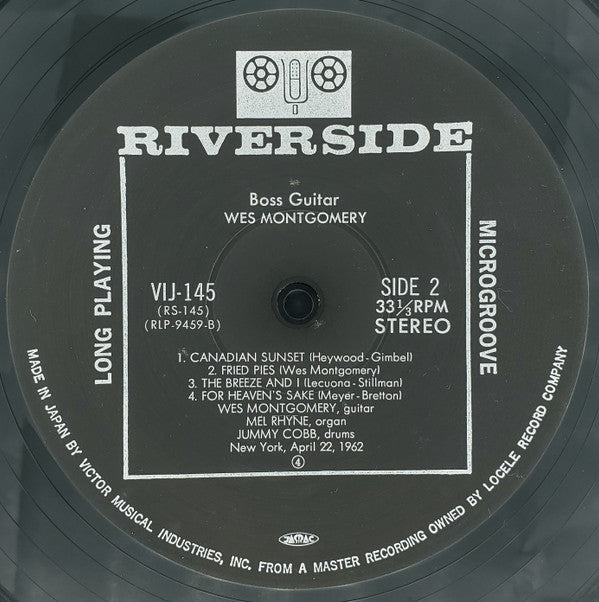 RIVERSIDE
Boss Guitar
WES MONTGOMERY
LONG PLAYING
MICROGROOVE
VIJ-145
(RS-145)
(RLP-9459-B)
SIDE 2
33⅓RPM
STEREO
1. CANADIAN SUNSET (Heywood-Gimbel)
2. FRIED PIES (Wes Montgomery)
3. THE BREEZE AND I (Lecuona-Stillman)
4. FOR HEAVEN'S SAKE (Meyer-Bretton)
WES MONTGOMERY, guitar
MEL RHYNE, organ
JUMMY COBB, drums
New York, April 22, 1962
④
JASRAC
MADE IN JAPAN BY VICTOR MUSICAL INDUSTRIES, INC. FROM A MASTER RECORDING OWNED BY LOCELE RECORD COMPANY